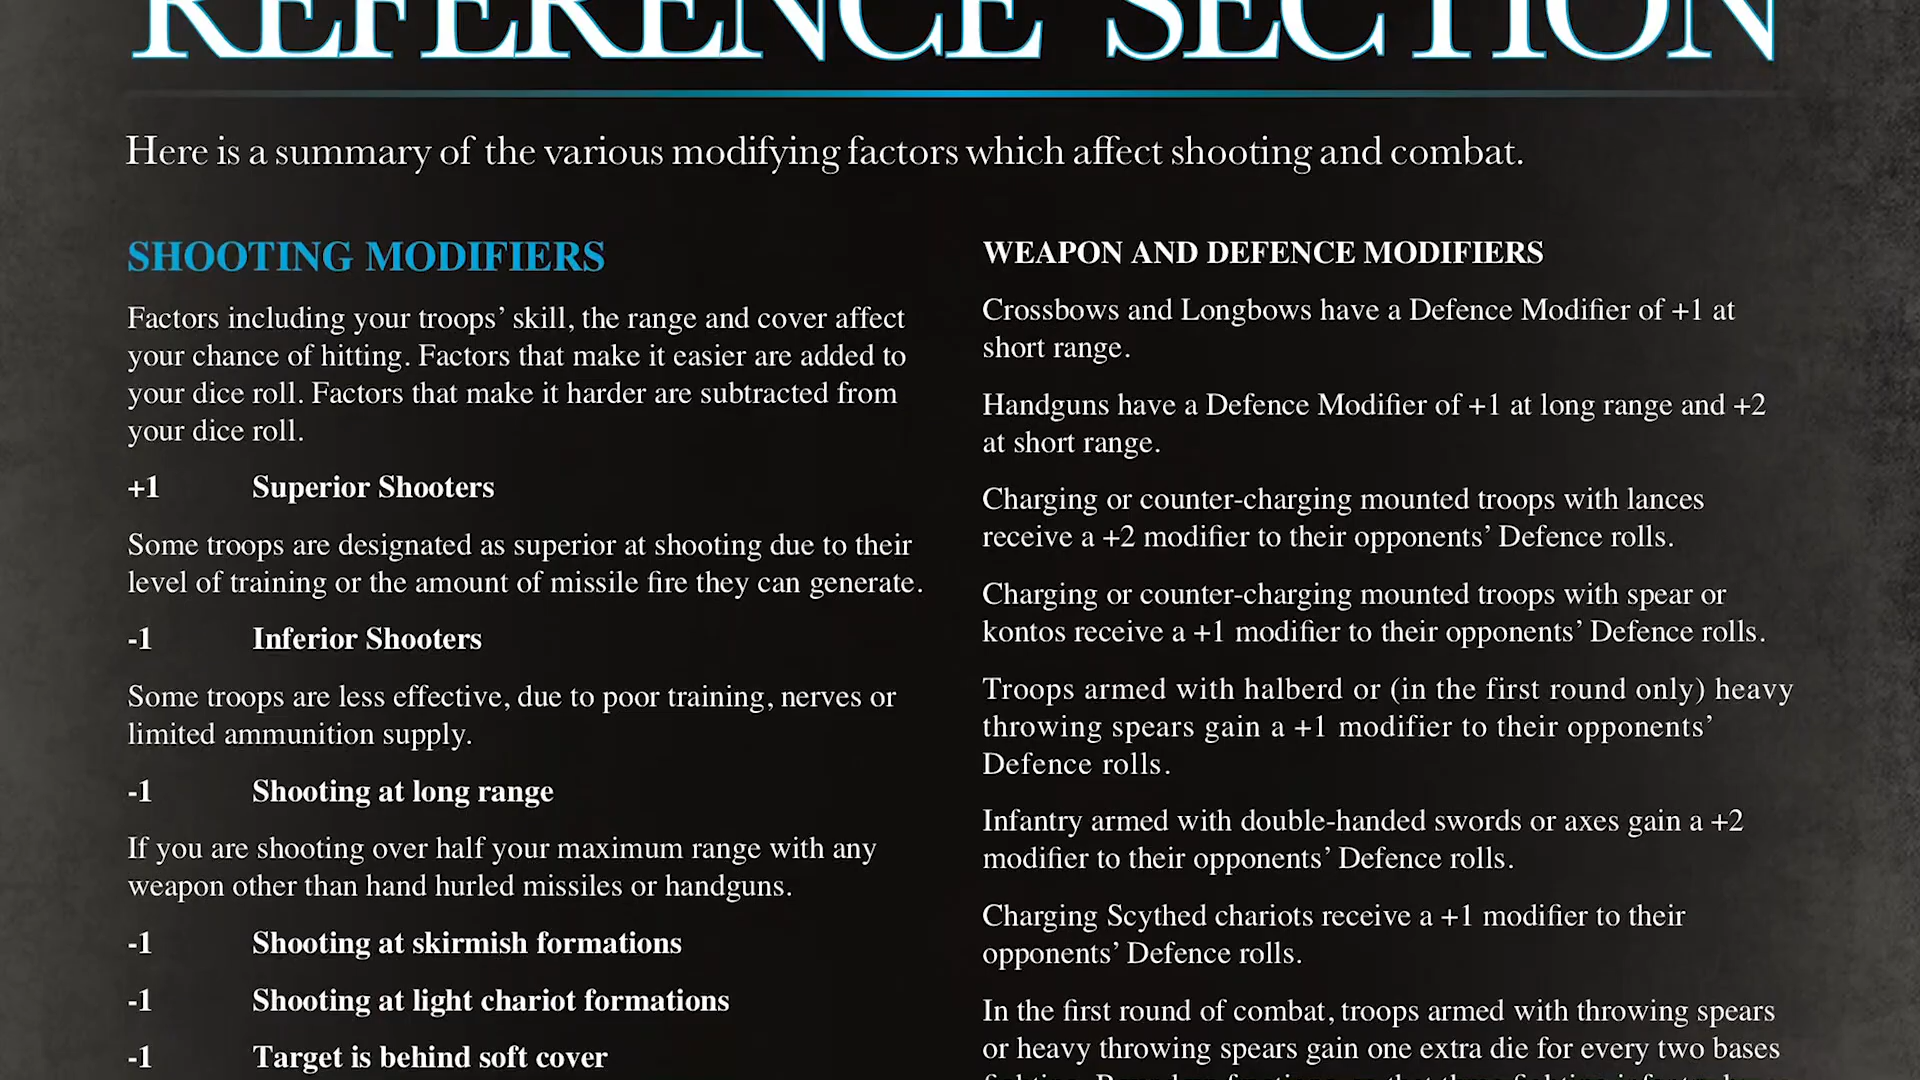 REFERENCE SECTION
Here is a summary of the various modifying factors which affect shooting and combat.
SHOOTING MODIFIERS
Factors including your troops’ skill, the range and cover affect
your chance of hitting. Factors that make it easier are added to
your dice roll. Factors that make it harder are subtracted from
your dice roll.
+1 Superior Shooters
Some troops are designated as superior at shooting due to their
level of training or the amount of missile fire they can generate.
-1 Inferior Shooters
Some troops are less effective, due to poor training, nerves or
limited ammunition supply.
-1 Shooting at long range
If you are shooting over half your maximum range with any
weapon other than hand hurled missiles or handguns.
-1 Shooting at skirmish formations
-1 Shooting at light chariot formations
-1 Target is behind soft cover
WEAPON AND DEFENCE MODIFIERS
Crossbows and Longbows have a Defence Modifier of +1 at
short range.
Handguns have a Defence Modifier of +1 at long range and +2
at short range.
Charging or counter-charging mounted troops with lances
receive a +2 modifier to their opponents’ Defence rolls.
Charging or counter-charging mounted troops with spear or
kontos receive a +1 modifier to their opponents’ Defence rolls.
Troops armed with halberd or (in the first round only) heavy
throwing spears gain a +1 modifier to their opponents’
Defence rolls.
Infantry armed with double-handed swords or axes gain a +2
modifier to their opponents’ Defence rolls.
Charging Scythed chariots receive a +1 modifier to their
opponents’ Defence rolls.
In the first round of combat, troops armed with throwing spears
or heavy throwing spears gain one extra die for every two bases